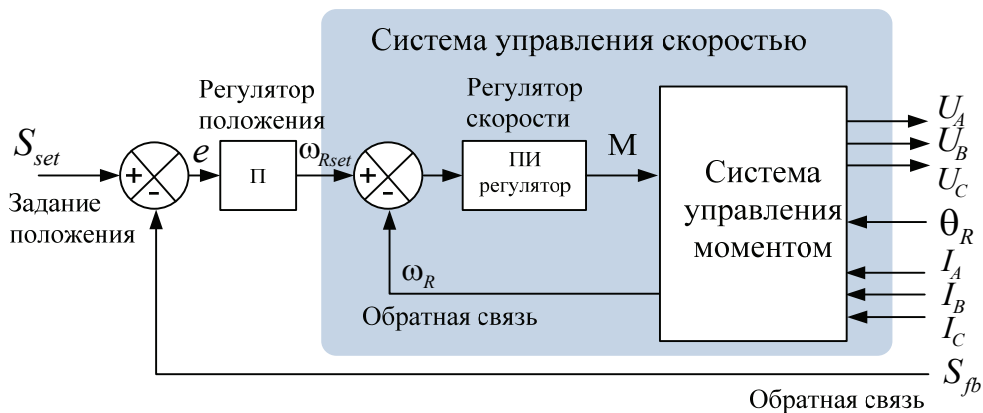 Система управления скоростью
Регулятор
положения
Регулятор
скорости
S_set
e
П
ω_Rset
ПИ
регулятор
М
Система
управления
моментом
U_A
U_B
U_C
θ_R
I_A
I_B
I_C
+
-
+
-
Задание
положения
ω_R
Обратная связь
S_fb
Обратная связь